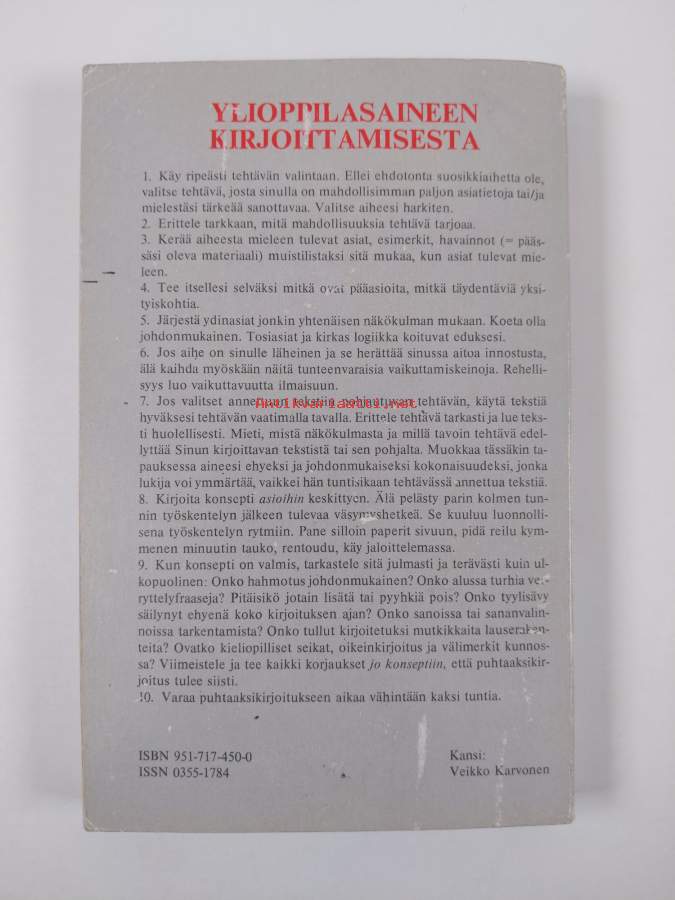 YLIOPPILASAINEEN
KIRJOITTAMISESTA
1. Käy ripeästi tehtävän valintaan. Ellei ehdotonta suosikkiaihetta ole,
valitse tehtävä, josta sinulla on mahdollisimman paljon asiatietoja tai/ja
mielestäsi tärkeää sanottavaa. Valitse aiheesi harkiten.
2. Erittele tarkkaan, mitä mahdollisuuksia tehtävä tarjoaa.
3. Kerää aiheesta mieleen tulevat asiat, esimerkit, havainnot (= pääs-
säsi oleva materiaali) muistilistaksi sitä mukaa, kun asiat tulevat mie-
leen.
4. Tee itsellesi selväksi mitkä ovat pääasioita, mitkä täydentäviä yksi-
tyiskohtia.
5. Järjestä ydinasiat jonkin yhtenäisen näkökulman mukaan. Koeta olla
johdonmukainen. Tosiasiat ja kirkas logiikka koituvat eduksesi.
6. Jos aihe on sinulle läheinen ja se herättää sinussa aitoa innostusta,
älä kaihda myöskään näitä tunteenvaraisia vaikuttamiskeinoja. Rehelli-
syys luo vaikuttavuutta ilmaisuun.
7. Jos valitset annettuun tekstiin pohjautuvan tehtävän, käytä tekstiä
Antikvariaatti.net
hyväksesi tehtävän vaatimalla tavalla. Erittele tehtävä tarkasti ja lue teks-
ti huolellisesti. Mieti, mistä näkökulmasta ja millä tavoin tehtävä edel-
lyttää Sinun kirjoittavan tekstistä tai sen pohjalta. Muokkaa tässäkin ta-
pauksessa aineesi ehyeksi ja johdonmukaiseksi kokonaisuudeksi, jonka
lukija voi ymmärtää, vaikkei hän tuntisikaan tehtävässä annettua tekstiä.
8. Kirjoita konsepti asioihin keskittyen. Älä pelästy parin kolmen tun-
nin työskentelyn jälkeen tulevaa väsymyshetkeä. Se kuuluu luonnolli-
sena työskentelyn rytmiin. Pane silloin paperit sivuun, pidä reilu kym-
menen minuutin tauko, rentoudu, käy jaloittelemassa.
9. Kun konsepti on valmis, tarkastele sitä julmasti ja terävästi kuin ul-
kopuolinen: Onko hahmotus johdonmukainen? Onko alussa turhia ver-
ryttelyfraaseja? Pitäisikö jotain lisätä tai pyyhkiä pois? Onko tyylisävy
säilynyt ehyenä koko kirjoituksen ajan? Onko sanoissa tai sananvalin-
noissa tarkentamista? Onko tullut kirjoitetuksi mutkikkaita lauseraken-
teita? Ovatko kieliopilliset seikat, oikeinkirjoitus ja välimerkit kunnos-
sa? Viimeistele ja tee kaikki korjaukset jo konseptiin, että puhtaaksikir-
joitus tulee siisti.
10. Varaa puhtaaksikirjoitukseen aikaa vähintään kaksi tuntia.
ISBN 951-717-450-0
ISSN 0355-1784
Kansi:
Veikko Karvonen